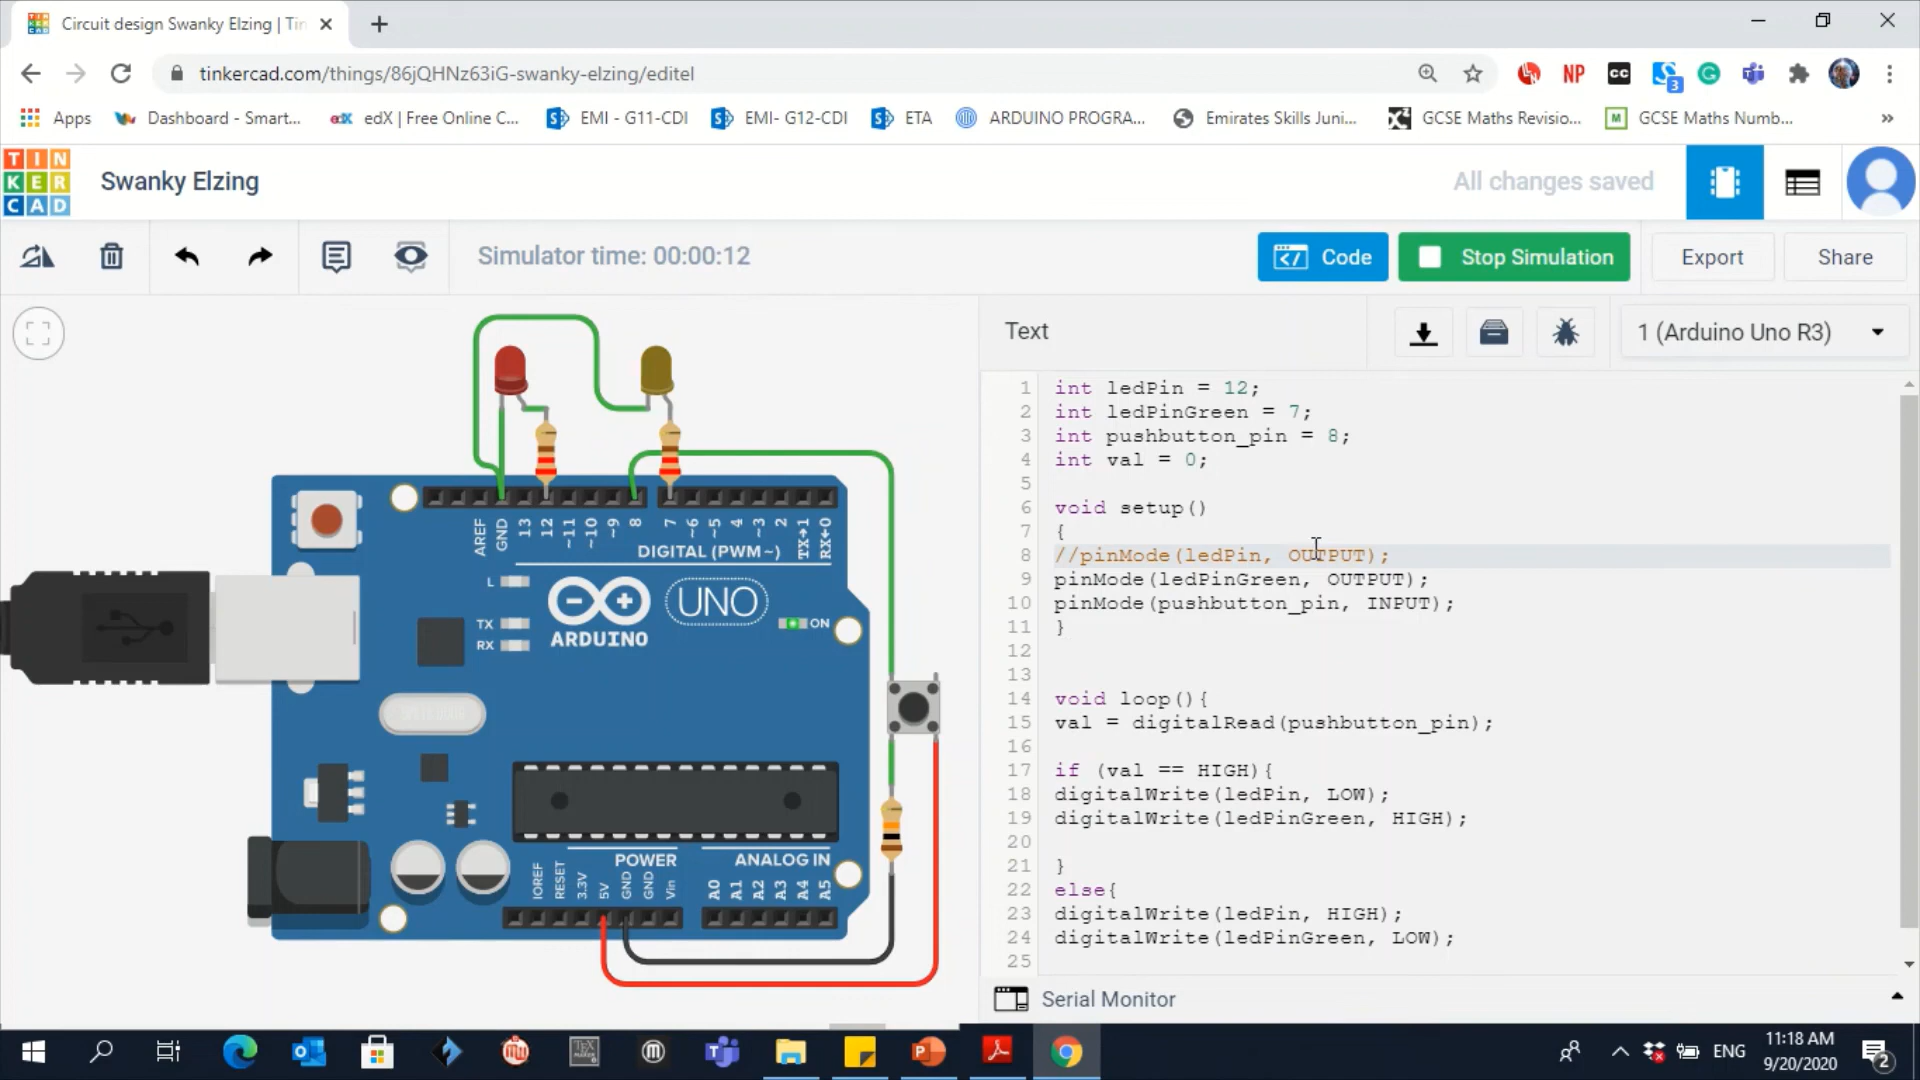 Circuit design Swanky Elzing | Tin
tinkercad.com/things/86jQHNz63iG-swanky-elzing/editel
NP
CC
3
Apps
Dashboard - Smart...
edX
edX | Free Online C...
EMI - G11-CDI
EMI- G12-CDI
ETA
ARDUINO PROGRA...
Emirates Skills Juni...
GCSE Maths Revisio...
M
GCSE Maths Numb...
»
TIN
KER
CAD
Swanky Elzing
All changes saved
Simulator time: 00:00:12
Code
Stop Simulation
Export
Share
Text
1 (Arduino Uno R3)
1 int ledPin = 12;
2 int ledPinGreen = 7;
3 int pushbutton_pin = 8;
4 int val = 0;
5
6 void setup()
7 {
8 //pinMode(ledPin, OUTPUT);
9 pinMode(ledPinGreen, OUTPUT);
10 pinMode(pushbutton_pin, INPUT);
11 }
12
13
14 void loop(){
15 val = digitalRead(pushbutton_pin);
16
17 if (val == HIGH){
18 digitalWrite(ledPin, LOW);
19 digitalWrite(ledPinGreen, HIGH);
20
21 }
22 else{
23 digitalWrite(ledPin, HIGH);
24 digitalWrite(ledPinGreen, LOW);
25
AREF
GND
13
12
~11
~10
~9
8
7
~6
~5
4
~3
2
TX→1
RX←0
DIGITAL (PWM~)
L
TX
RX
ARDUINO
UNO
ON
POWER
ANALOG IN
IOREF
RESET
3.3V
5V
GND
GND
Vin
A0
A1
A2
A3
A4
A5
Serial Monitor
ENG
11:18 AM
9/20/2020
2